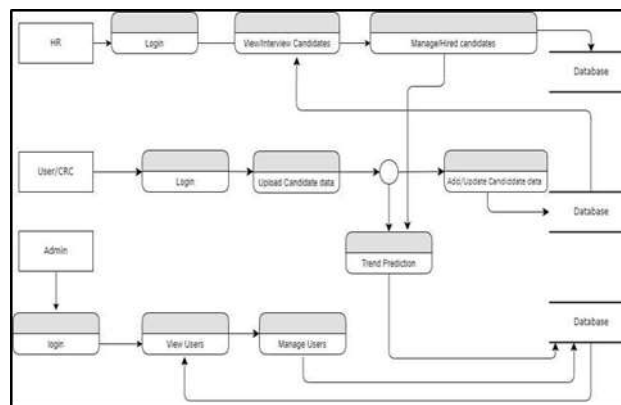 HR
Login
View/Interview Candidates
Manage/Hired candidates
Database
User/CRC
Login
Upload Candidate data
Add/Update Candiddate data
Database
Admin
Trend Prediction
login
View Users
Manage Users
Database